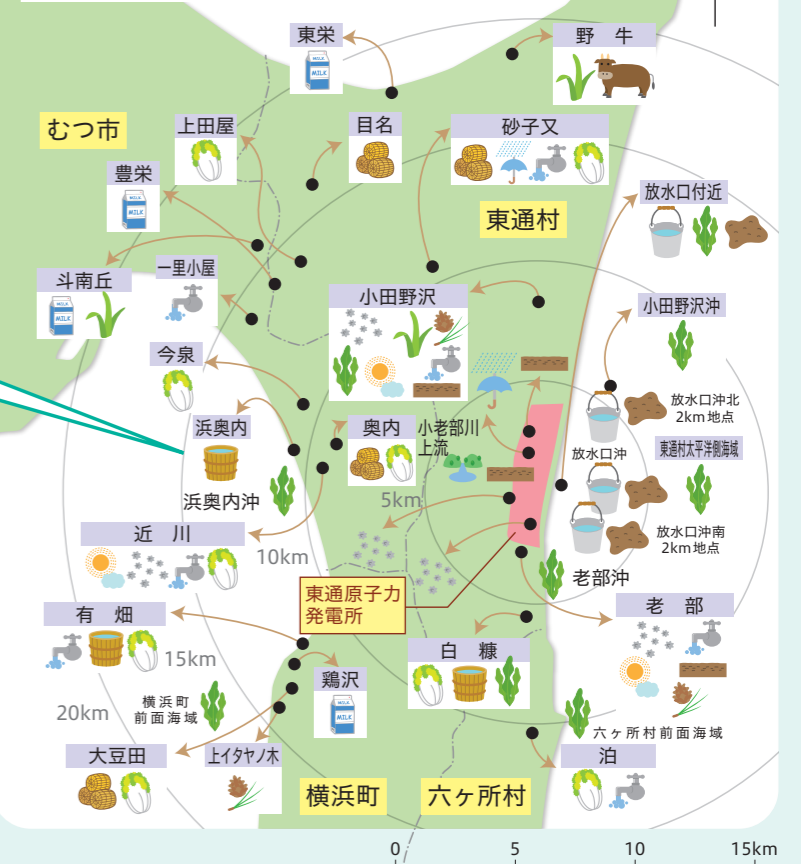 東栄
野　牛
むつ市
上田屋
目名
砂子又
豊栄
東通村
放水口付近
斗南丘
一里小屋
小田野沢
小田野沢沖
今泉
浜奥内
奥内
小老部川
上流
放水口沖北
2km地点
放水口沖
東通村太平洋側海域
浜奥内沖
5km
近　川
10km
放水口沖南
2km地点
老部沖
東通原子力
発電所
有　畑
老　部
15km
白　糠
鶏沢
横浜町
前面海域
20km
六ヶ所村前面海域
大豆田
上イタヤノ木
泊
横浜町
六ヶ所村
0
5
10
15km
MILK
MILK
MILK
MILK